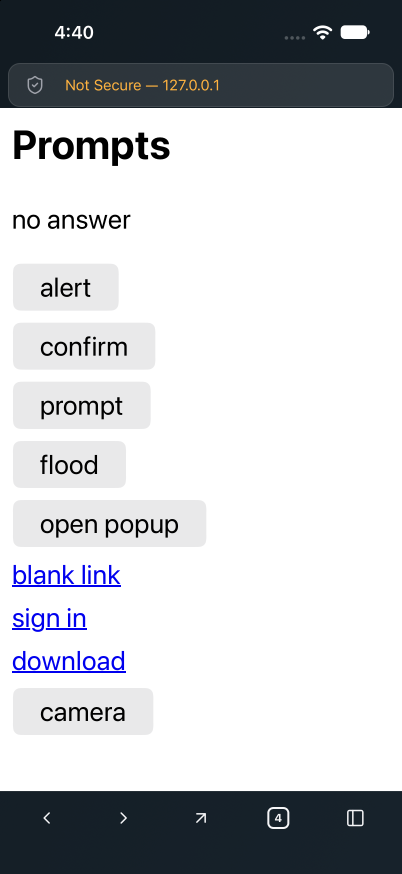 4:40
Not Secure — 127.0.0.1
Prompts
no answer
alert
confirm
prompt
flood
open popup
blank link
sign in
download
camera
4